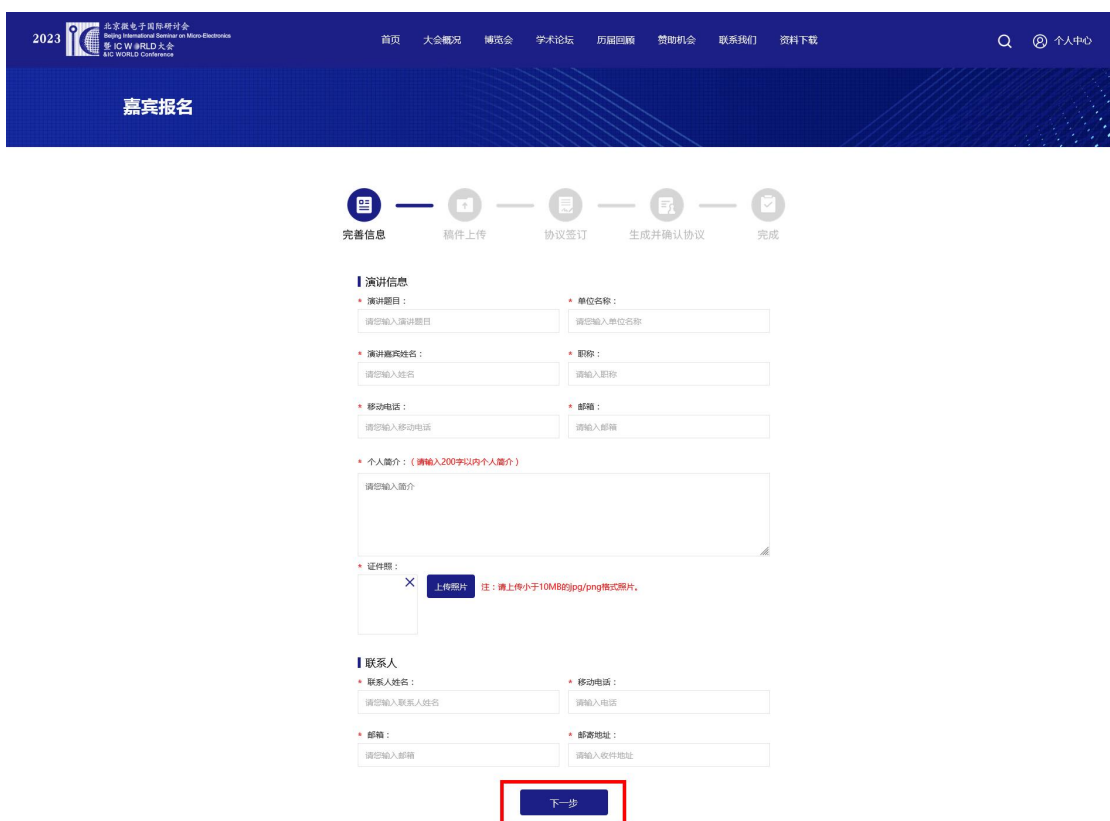 2023
北京微电子国际研讨会
Beijing International Seminar on Micro-Electronics
暨 IC WORLD大会
&IC WORLD Conference
首页 大会概况 博览会 学术论坛 历届回顾 赞助机会 联系我们 资料下载 个人中心
嘉宾报名
完善信息 稿件上传 协议签订 生成并确认协议 完成
演讲信息
* 演讲题目： * 单位名称：
请您输入演讲题目 请您输入单位名称
* 演讲嘉宾姓名： * 职称：
请您输入姓名 请输入职称
* 移动电话： * 邮箱：
请您输入移动电话 请输入邮箱
* 个人简介：（请输入200字以内个人简介）
请您输入简介
* 证件照：
上传照片 注：请上传小于10MB的jpg/png格式照片。
联系人
* 联系人姓名： * 移动电话：
请您输入联系人姓名 请输入电话
* 邮箱： * 邮寄地址：
请您输入邮箱 请输入收件地址
下一步